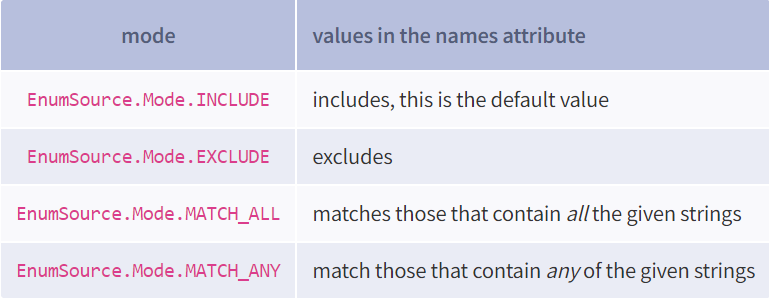 mode values in the names attribute
EnumSource.Mode.INCLUDE includes, this is the default value
EnumSource.Mode.EXCLUDE excludes
EnumSource.Mode.MATCH_ALL matches those that contain all the given strings
EnumSource.Mode.MATCH_ANY match those that contain any of the given strings